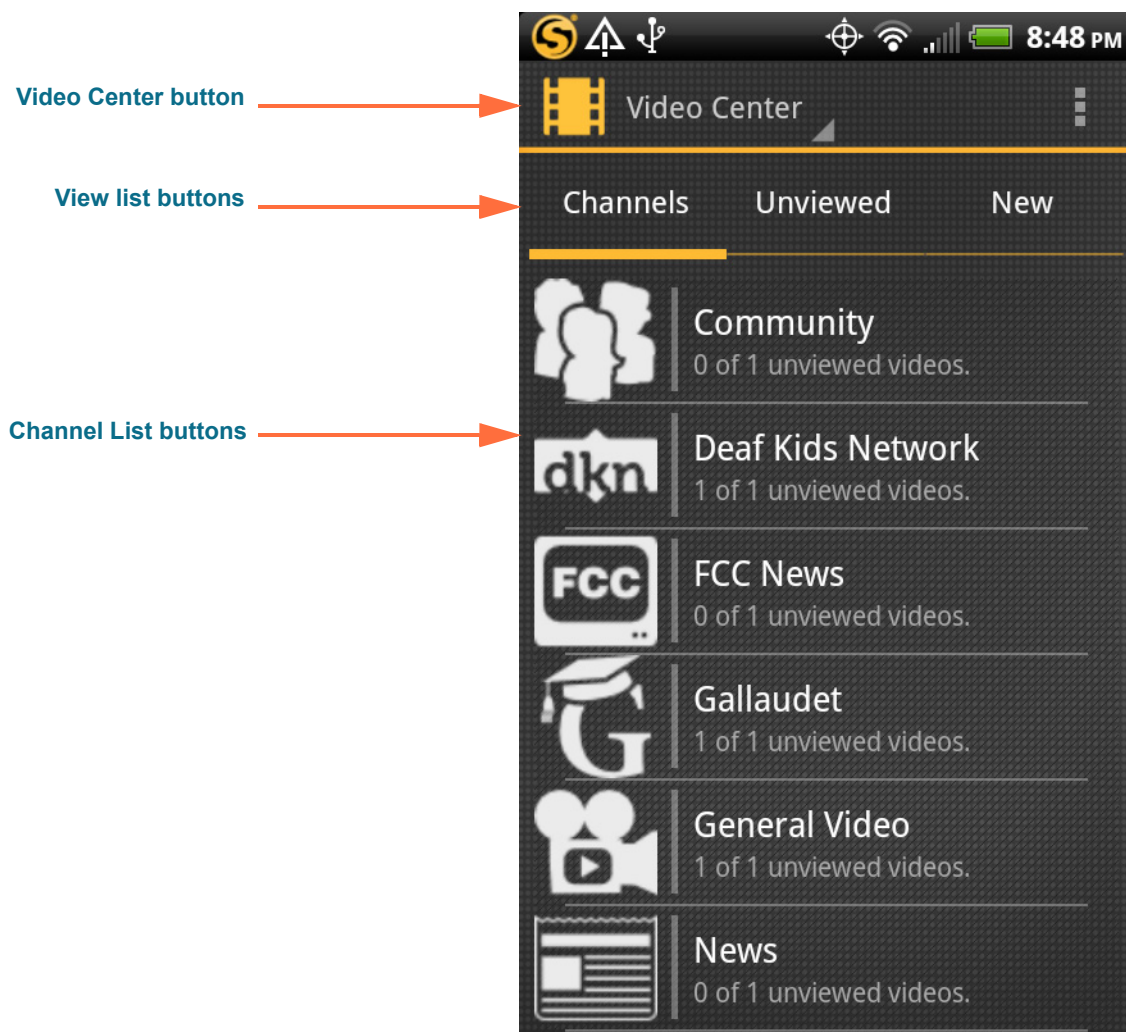 8:48 PM
Video Center button
Video Center
View list buttons
Channels Unviewed New
Community
0 of 1 unviewed videos.
Channel List buttons
dkn
Deaf Kids Network
1 of 1 unviewed videos.
FCC
FCC News
0 of 1 unviewed videos.
G
Gallaudet
1 of 1 unviewed videos.
General Video
1 of 1 unviewed videos.
News
0 of 1 unviewed videos.